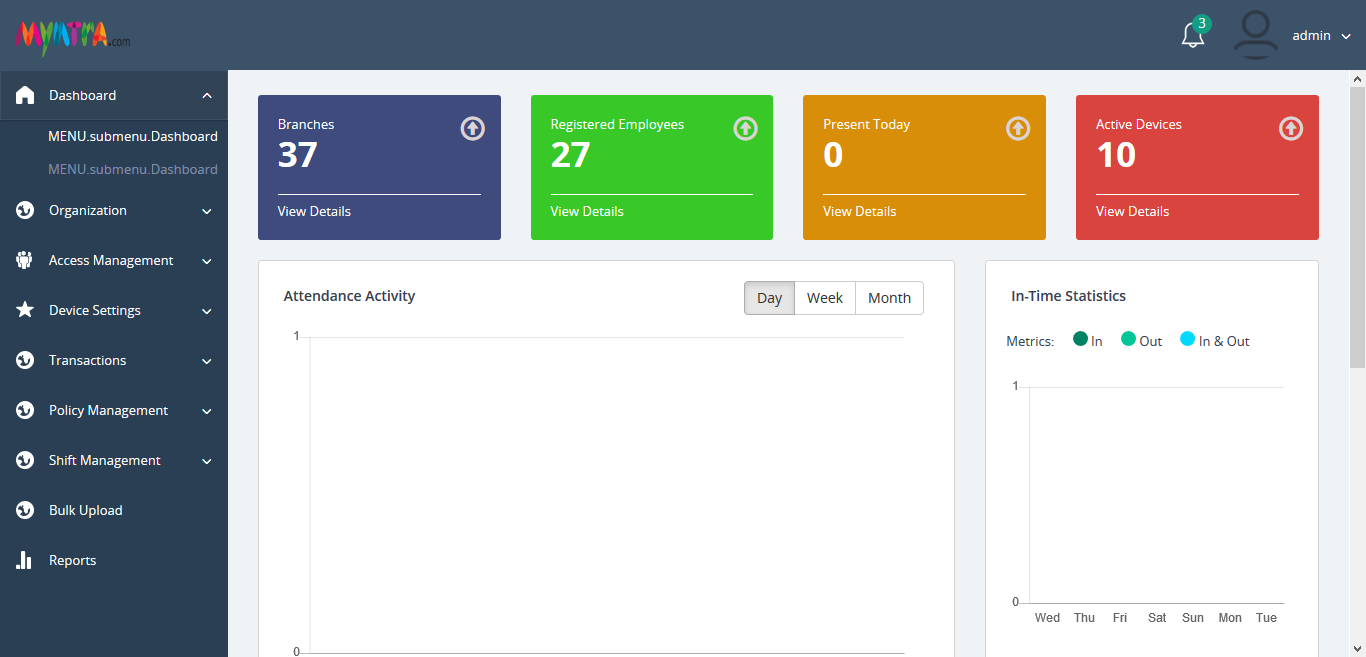 Myntra.com
3
admin
Dashboard
MENU.submenu.Dashboard
MENU.submenu.Dashboard
Organization
Access Management
Device Settings
Transactions
Policy Management
Shift Management
Bulk Upload
Reports
Branches
37
View Details
Registered Employees
27
View Details
Present Today
0
View Details
Active Devices
10
View Details
Attendance Activity
Day Week Month
1
0
In-Time Statistics
Metrics: In Out In & Out
1
0
Wed Thu Fri Sat Sun Mon Tue